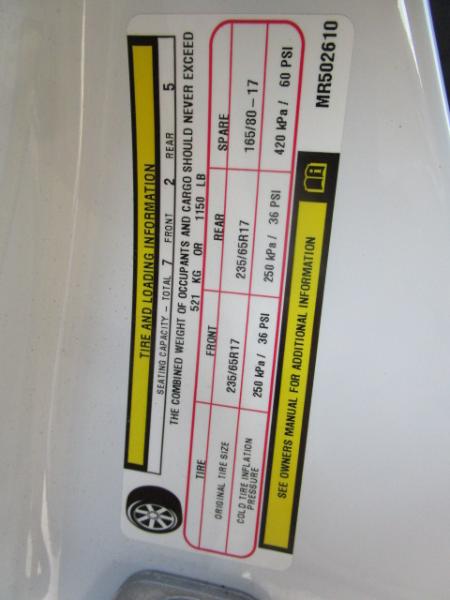 TIRE AND LOADING INFORMATION
SEATING CAPACITY - TOTAL 7 FRONT 2 REAR 5
THE COMBINED WEIGHT OF OCCUPANTS AND CARGO SHOULD NEVER EXCEED
521 KG OR 1150 LB
TIRE FRONT REAR SPARE
ORIGINAL TIRE SIZE 235/65R17 235/65R17 165/80-17
COLD TIRE INFLATION PRESSURE 250 kPa / 36 PSI 250 kPa / 36 PSI 420 kPa / 60 PSI
SEE OWNERS MANUAL FOR ADDITIONAL INFORMATION
MR502610